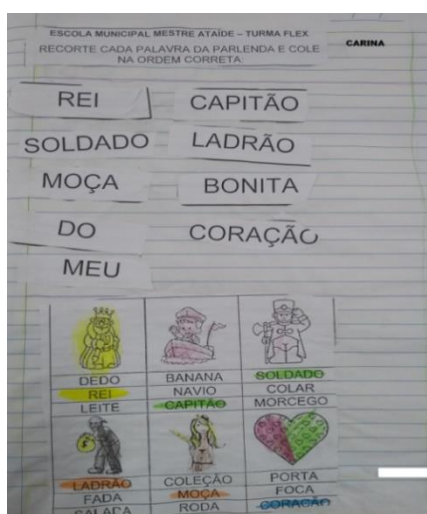 ESCOLA MUNICIPAL MESTRE ATAÍDE – TURMA FLEX
CARINA
RECORTE CADA PALAVRA DA PARLENDA E COLE
NA ORDEM CORRETA:
REI CAPITÃO
SOLDADO LADRÃO
MOÇA BONITA
DO CORAÇÃO
MEU
DEDO BANANA SOLDADO
REI NAVIO COLAR
LEITE CAPITÃO MORCEGO
LADRÃO COLEÇÃO PORTA
FADA MOÇA FOCA
SALADA RODA CORAÇÃO